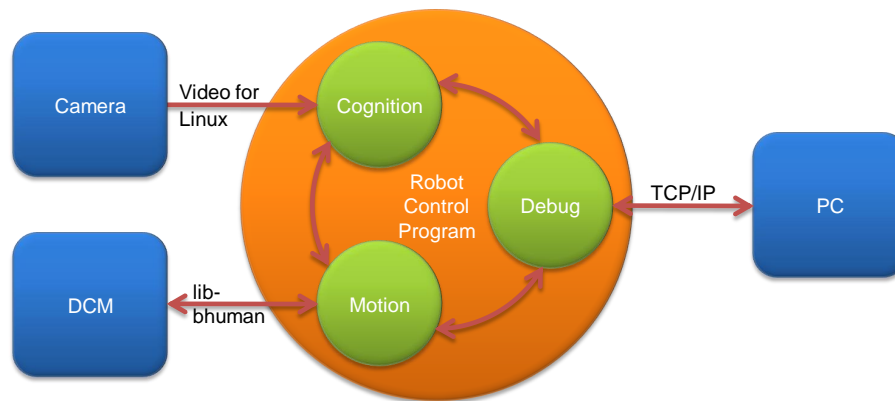 Camera
Video for
Linux
Cognition
Robot
Control
Program
Debug
TCP/IP
PC
DCM
lib-
bhuman
Motion